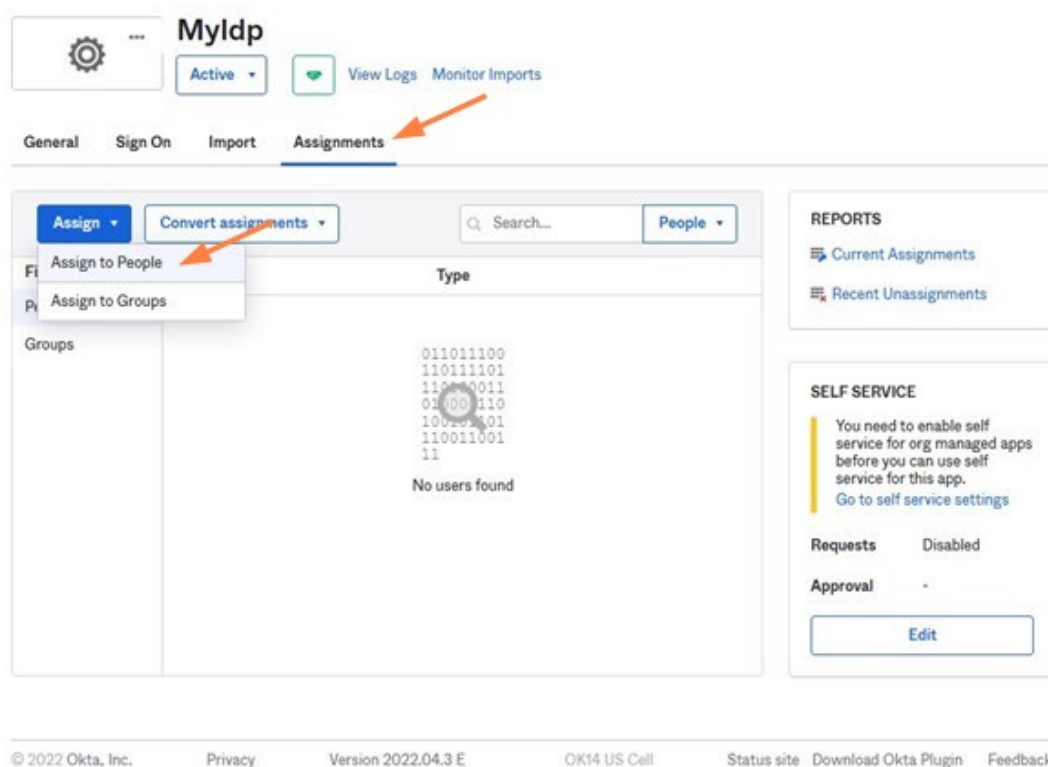 MyIdp
Active
View Logs Monitor Imports
General Sign On Import Assignments
Assign Convert assignments Search... People
Assign to People
Assign to Groups
Fi
Type
Pe
Groups
011011100
110111101
No users found
110011001
11
REPORTS
Current Assignments
Recent Unassignments
SELF SERVICE
You need to enable self
service for org managed apps
before you can use self
service for this app.
Go to self service settings
Requests Disabled
Approval -
Edit
© 2022 Okta, Inc. Privacy Version 2022.04.3 E OK14 US Cell Status site Download Okta Plugin Feedback